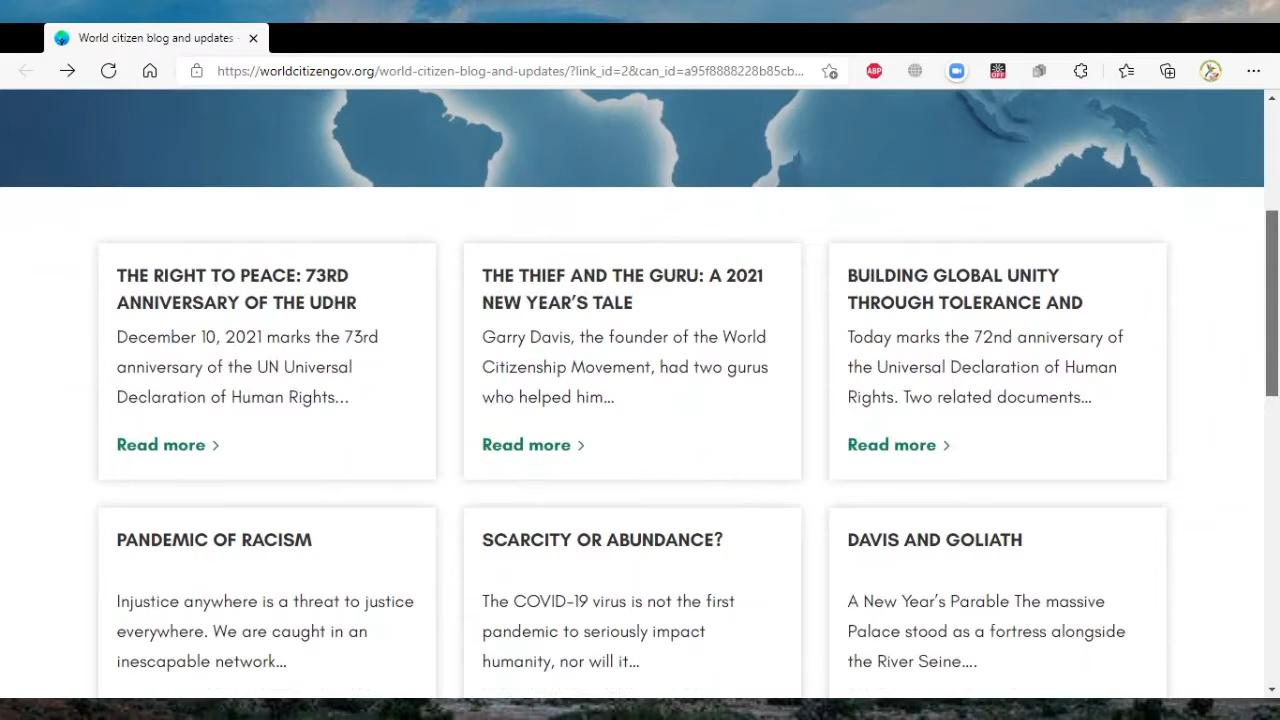 World citizen blog and updates
https://worldcitizengov.org/world-citizen-blog-and-updates/?link_id=2&can_id=a95f8888228b85cb...
ABP
OFF
THE RIGHT TO PEACE: 73RD
ANNIVERSARY OF THE UDHR
December 10, 2021 marks the 73rd
anniversary of the UN Universal
Declaration of Human Rights...
Read more
THE THIEF AND THE GURU: A 2021
NEW YEAR’S TALE
Garry Davis, the founder of the World
Citizenship Movement, had two gurus
who helped him...
Read more
BUILDING GLOBAL UNITY
THROUGH TOLERANCE AND
Today marks the 72nd anniversary of
the Universal Declaration of Human
Rights. Two related documents...
Read more
PANDEMIC OF RACISM
Injustice anywhere is a threat to justice
everywhere. We are caught in an
inescapable network...
SCARCITY OR ABUNDANCE?
The COVID-19 virus is not the first
pandemic to seriously impact
humanity, nor will it...
DAVIS AND GOLIATH
A New Year’s Parable The massive
Palace stood as a fortress alongside
the River Seine....